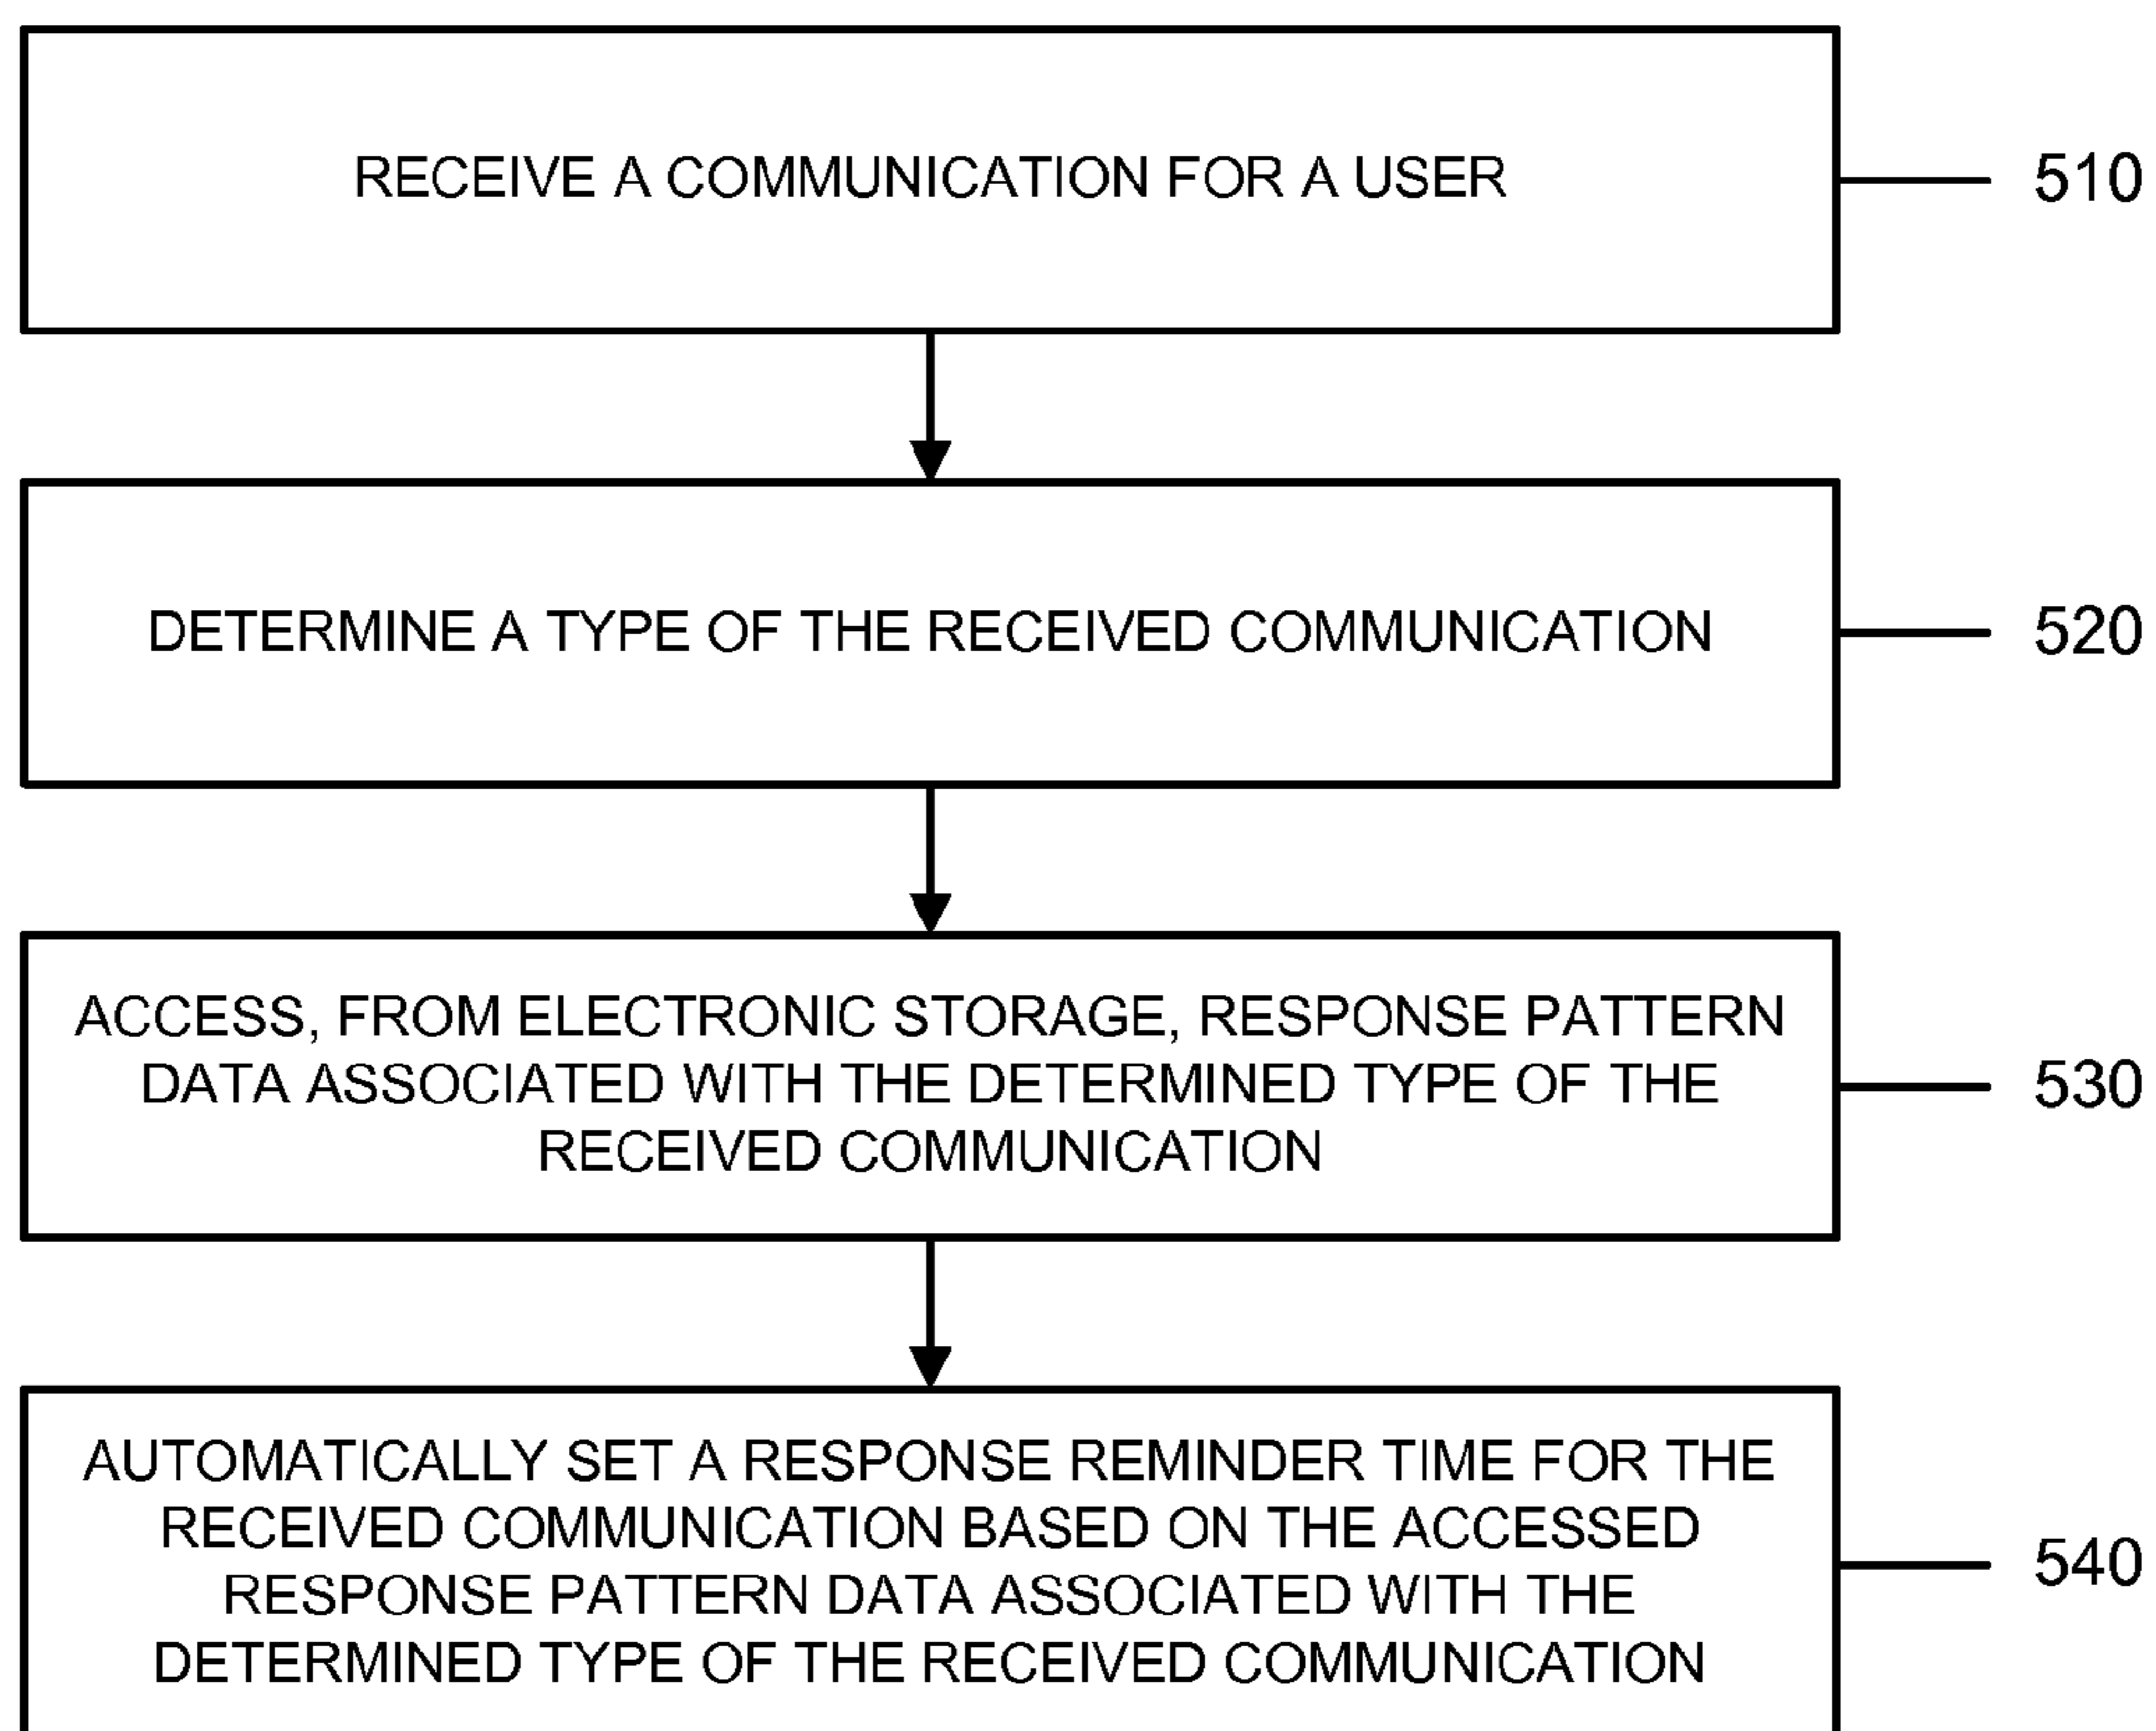 RECEIVE A COMMUNICATION FOR A USER
510
DETERMINE A TYPE OF THE RECEIVED COMMUNICATION
520
ACCESS, FROM ELECTRONIC STORAGE, RESPONSE PATTERN
DATA ASSOCIATED WITH THE DETERMINED TYPE OF THE
RECEIVED COMMUNICATION
530
AUTOMATICALLY SET A RESPONSE REMINDER TIME FOR THE
RECEIVED COMMUNICATION BASED ON THE ACCESSED
RESPONSE PATTERN DATA ASSOCIATED WITH THE
DETERMINED TYPE OF THE RECEIVED COMMUNICATION
540